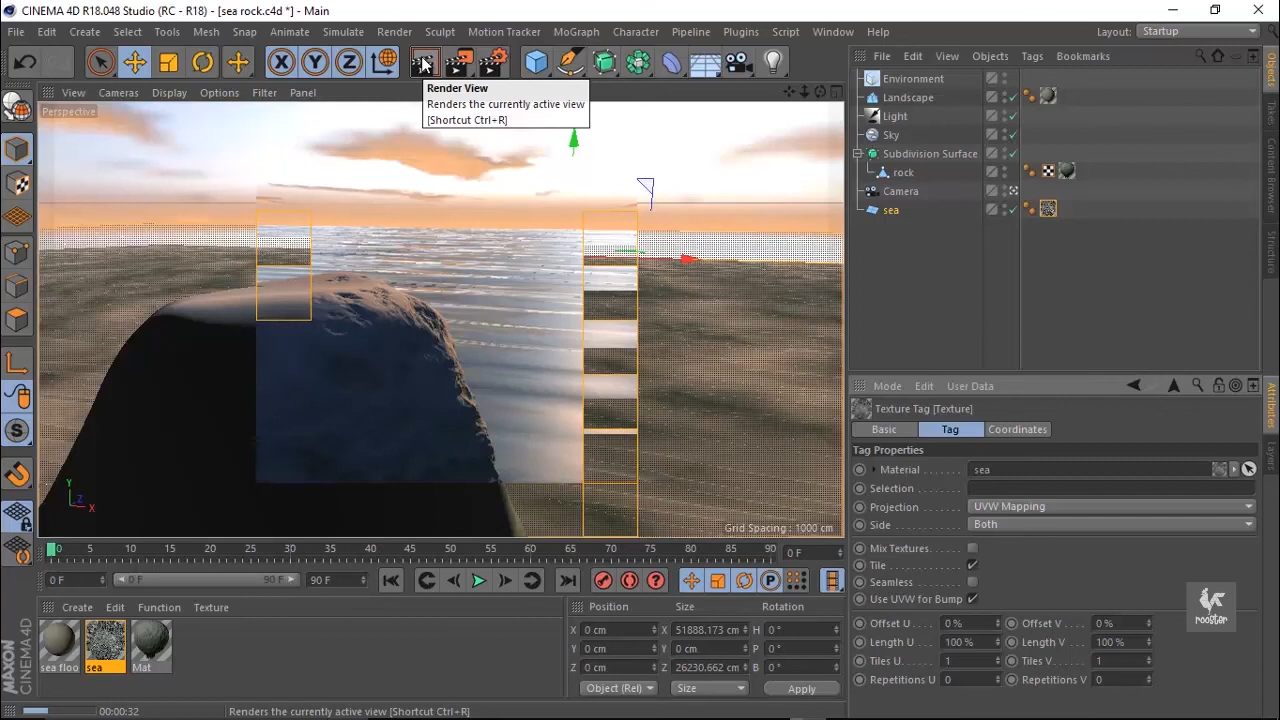 CINEMA 4D R18.048 Studio (RC - R18) - [sea rock.c4d *] - Main
File Edit Create Select Tools Mesh Snap Animate Simulate Render Sculpt Motion Tracker MoGraph Character Pipeline Plugins Script Window Help Layout: Startup
File Edit View Objects Tags Bookmarks
View Cameras Display Options Filter Panel
Render View
Renders the currently active view
[Shortcut Ctrl+R]
Perspective
Environment
Landscape
Light
Sky
Subdivision Surface
rock
Camera
sea
Objects
Takes
Content Browser
Structure
Mode Edit User Data
Texture Tag [Texture]
Basic Tag Coordinates
Tag Properties
Material sea
Selection
Projection UVW Mapping
Side Both
Mix Textures
Tile
Seamless
Use UVW for Bump
Offset U 0 % Offset V 0 %
Length U 100 % Length V 100 %
Tiles U 1 Tiles V 1
Repetitions U 0 Repetitions V 0
Attributes
Layers
rooster
Y
Z
X
Grid Spacing : 1000 cm
0 5 10 15 20 25 30 35 40 45 50 55 60 65 70 75 80 85 90 0 F
0 F 0 F 90 F 90 F
Create Edit Function Texture
sea floo sea Mat
Position Size Rotation
X 0 cm X 51888.173 cm H 0 °
Y 0 cm Y 0 cm P 0 °
Z 0 cm Z 26230.662 cm B 0 °
Object (Rel) Size Apply
MAXON
CINEMA 4D
00:00:32 Renders the currently active view [Shortcut Ctrl+R]